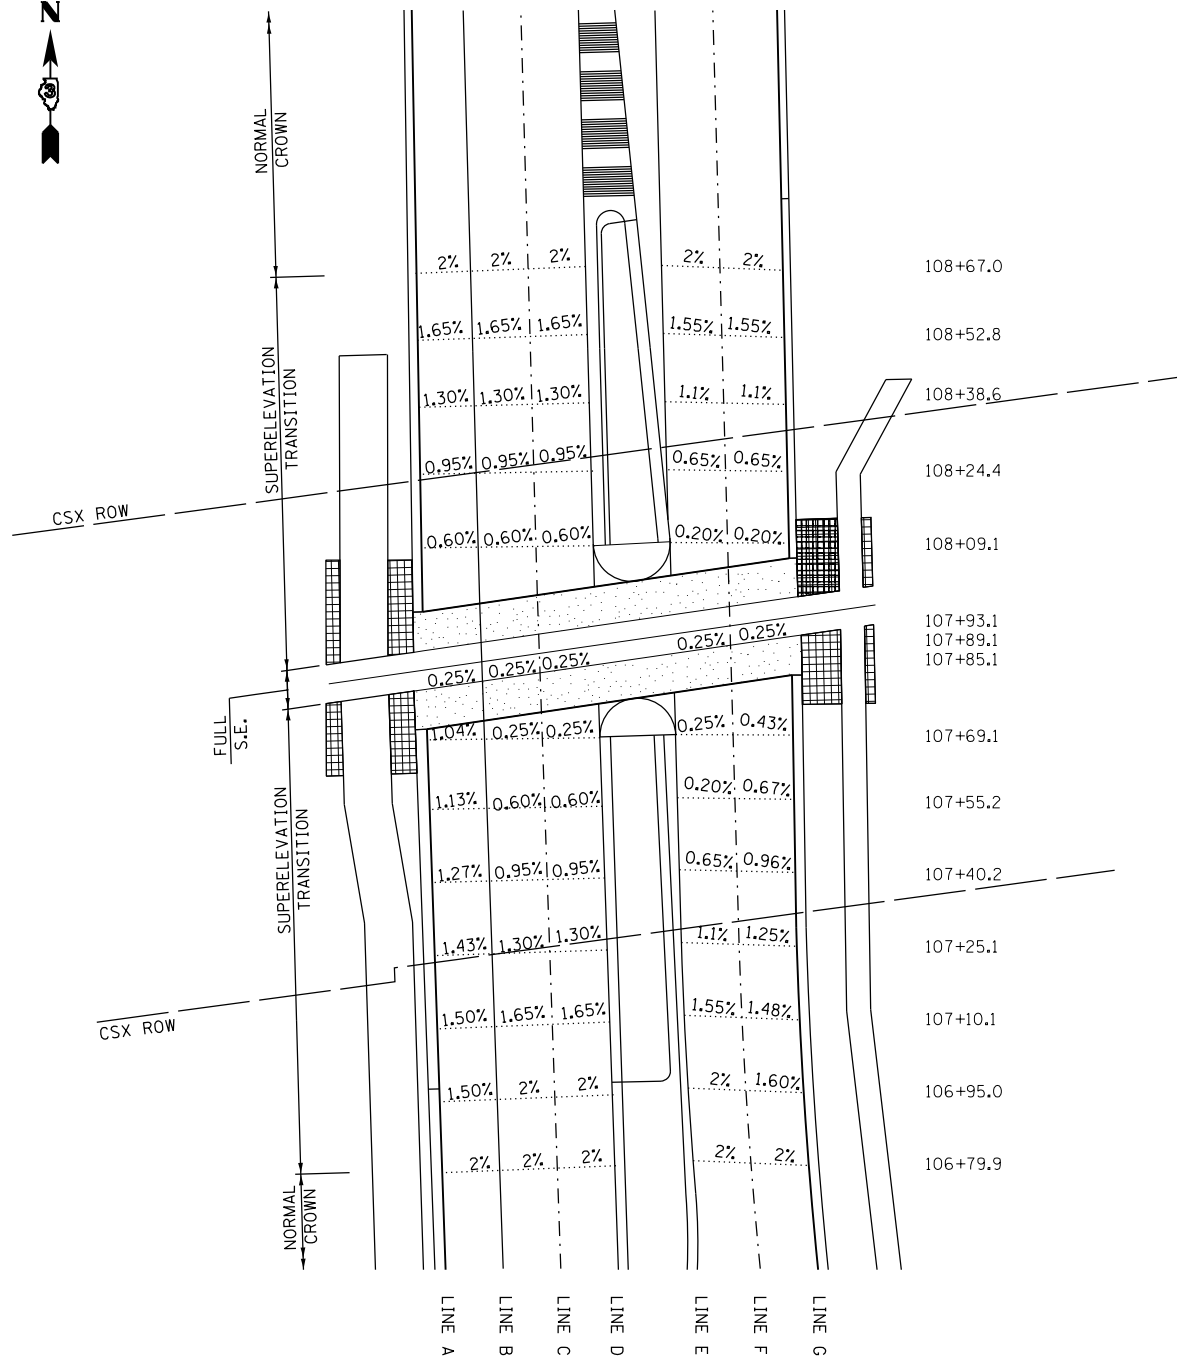 N
3
NORMAL
CROWN
2% 2% 2% 2% 2% 108+67.0
1.65% 1.65% 1.65% 1.55% 1.55% 108+52.8
SUPERELEVATION
TRANSITION
1.30% 1.30% 1.30% 1.1% 1.1% 108+38.6
0.95% 0.95% 0.95% 0.65% 0.65% 108+24.4
CSX ROW
0.60% 0.60% 0.60% 0.20% 0.20% 108+09.1
107+93.1
0.25% 0.25% 0.25% 0.25% 0.25% 107+89.1
107+85.1
FULL
S.E.
1.04% 0.25% 0.25% 0.25% 0.43% 107+69.1
1.13% 0.60% 0.60% 0.20% 0.67% 107+55.2
SUPERELEVATION
TRANSITION
1.27% 0.95% 0.95% 0.65% 0.96% 107+40.2
1.43% 1.30% 1.30% 1.1% 1.25% 107+25.1
CSX ROW
1.50% 1.65% 1.65% 1.55% 1.48% 107+10.1
1.50% 2% 2% 2% 1.60% 106+95.0
2% 2% 2% 2% 2% 106+79.9
NORMAL
CROWN
LINE A
LINE B
LINE C
LINE D
LINE E
LINE F
LINE G